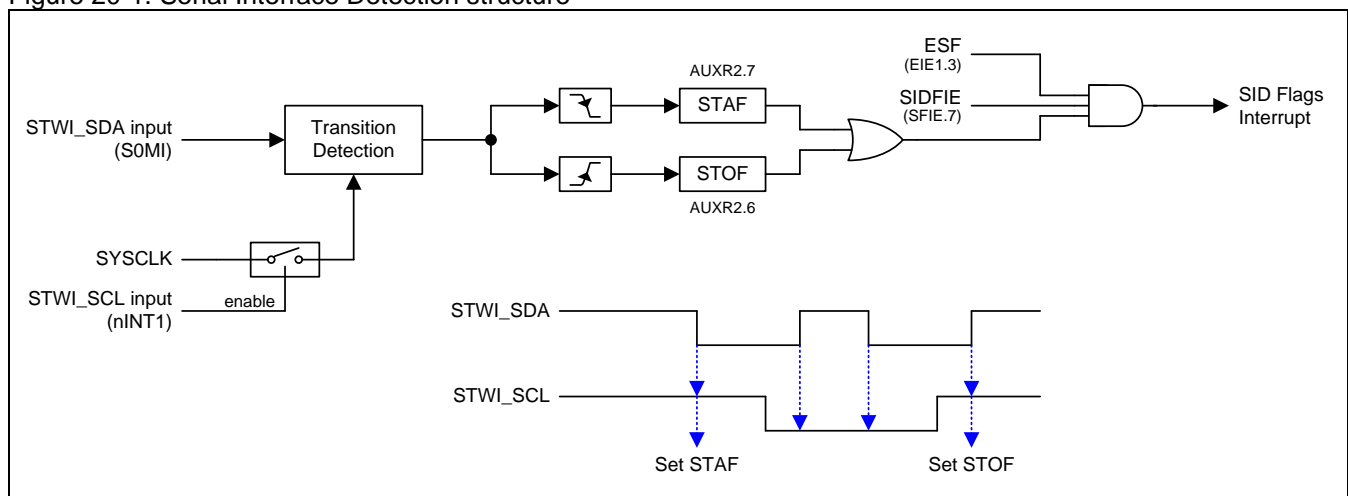 Figure 26-1. Serial Interface Detection structure
ESF
(EIE1.3)
AUXR2.7
SIDFIE
(SFIE.7)
SID Flags
Interrupt
STAF
STWI_SDA input
(S0MI)
Transition
Detection
STOF
AUXR2.6
SYSCLK
STWI_SCL input
(nINT1)
enable
STWI_SDA
STWI_SCL
Set STAF
Set STOF